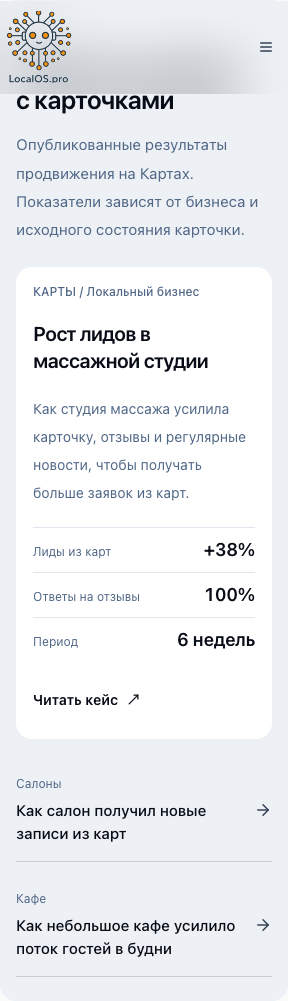 LocalOS.pro
с карточками
Опубликованные результаты
продвижения на Картах.
Показатели зависят от бизнеса и
исходного состояния карточки.
КАРТЫ / Локальный бизнес
Рост лидов в
массажной студии
Как студия массажа усилила
карточку, отзывы и регулярные
новости, чтобы получать
больше заявок из карт.
Лиды из карт +38%
Ответы на отзывы 100%
Период 6 недель
Читать кейс ↗
Салоны
Как салон получил новые
записи из карт
Кафе
Как небольшое кафе усилило
поток гостей в будни